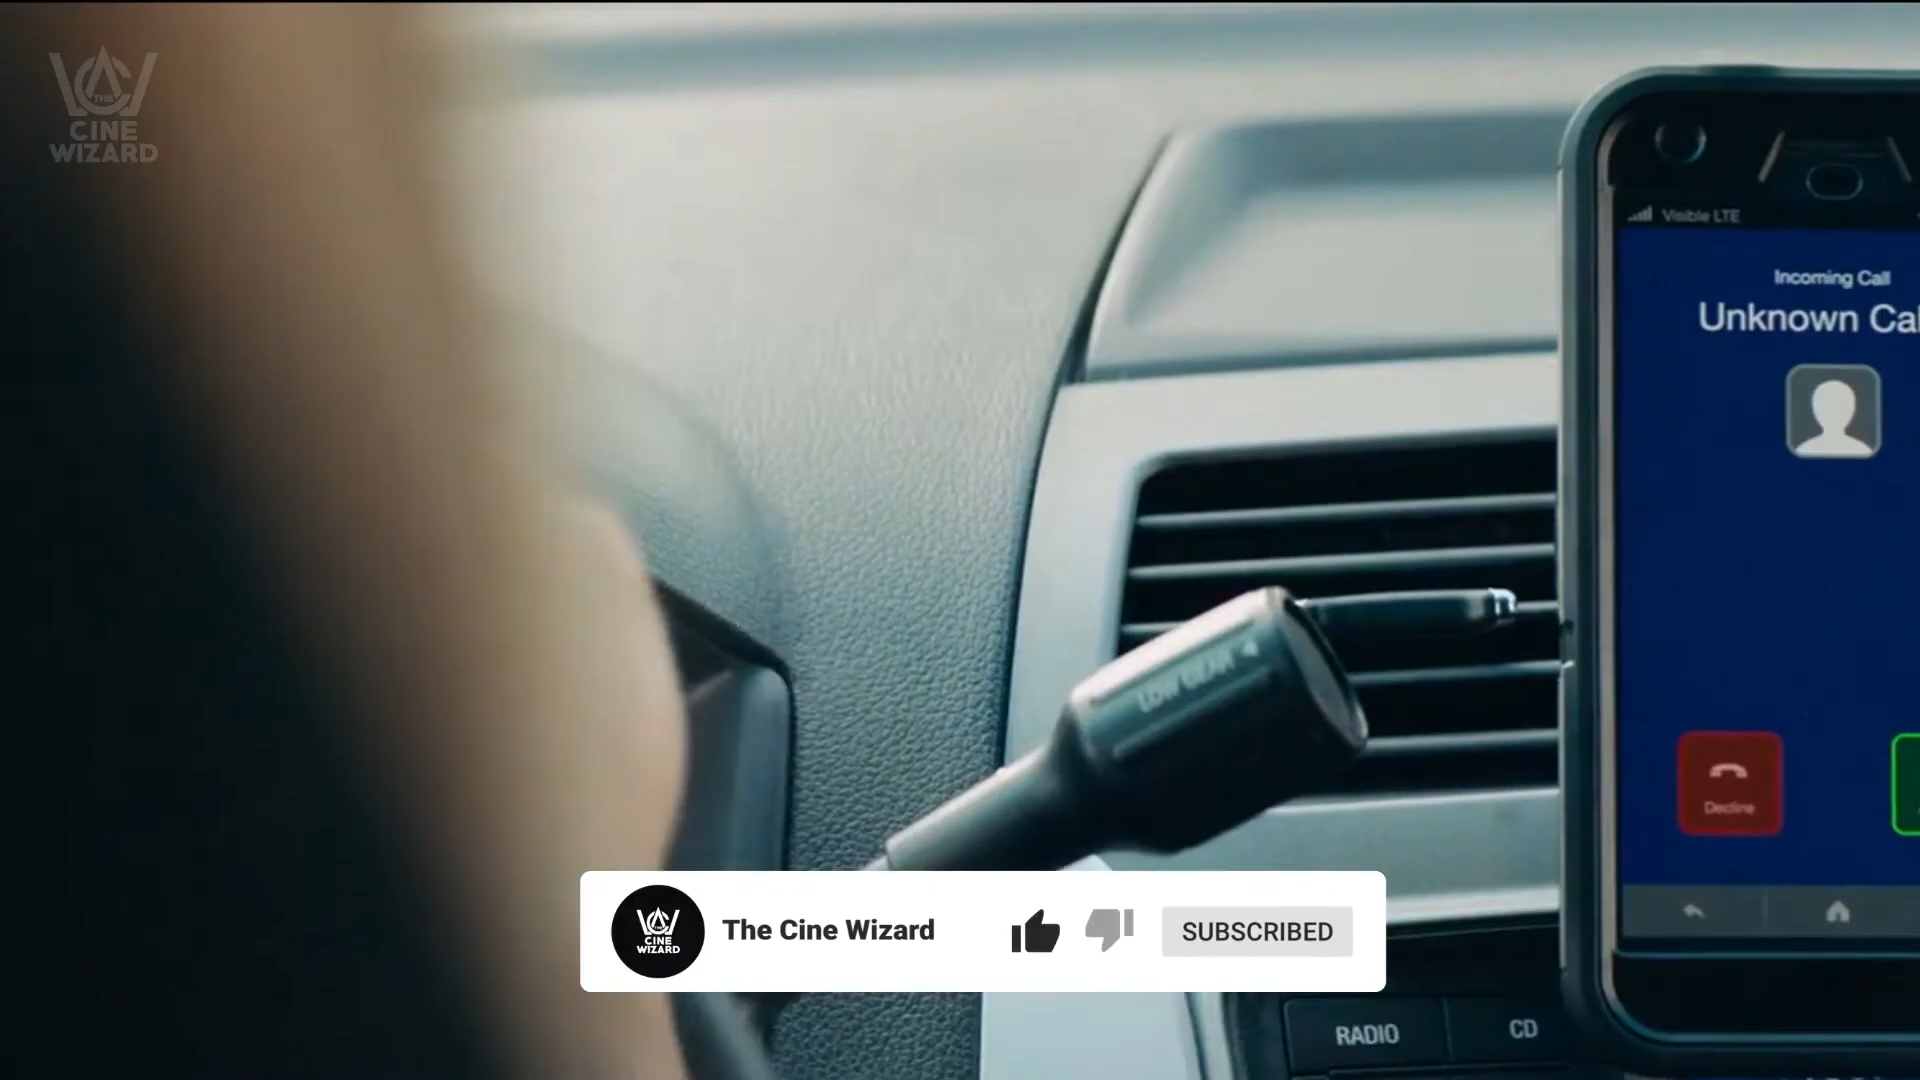 THE
CINE
WIZARD
Visible LTE
Incoming Call
Unknown Cal
LOW GEAR
Decline
CINE
WIZARD
The Cine Wizard
SUBSCRIBED
RADIO
CD